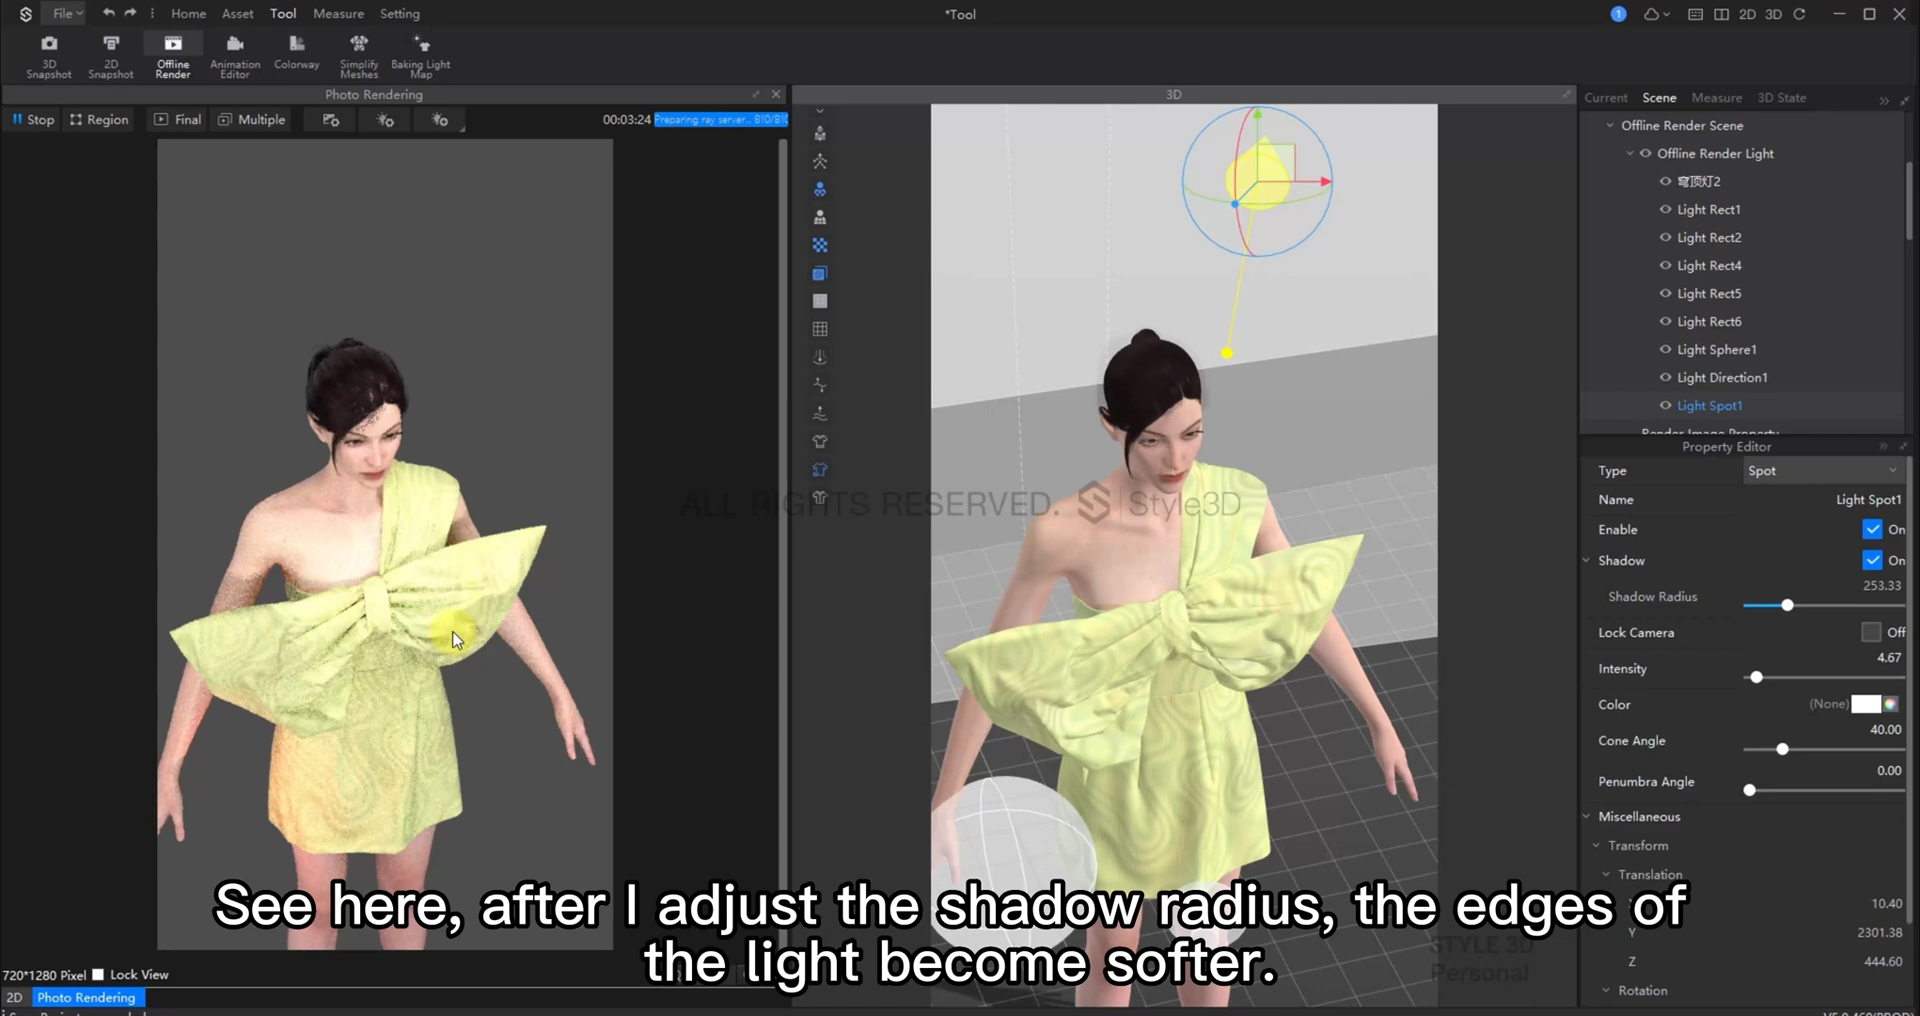 File
Home
Asset
Tool
Measure
Setting
*Tool
1
2D
3D
3D
Snapshot
2D
Snapshot
Offline
Render
Animation
Editor
Colorway
Simplify
Meshes
Baking Light
Map
Photo Rendering
3D
Stop
Region
Final
Multiple
00:03:24
Preparing ray server... 810/810
Current
Scene
Measure
3D State
Offline Render Scene
Offline Render Light
穹顶灯2
Light Rect1
Light Rect2
Light Rect4
Light Rect5
Light Rect6
Light Sphere1
Light Direction1
Light Spot1
Render Image Property
Property Editor
Type
Spot
Name
Light Spot1
Enable
On
Shadow
On
Shadow Radius
253.33
Lock Camera
Off
Intensity
4.67
Color
(None)
Cone Angle
40.00
Penumbra Angle
0.00
Miscellaneous
Transform
Translation
10.40
Y
2301.38
Z
444.60
Rotation
ALL RIGHTS RESERVED. Style3D
See here, after I adjust the shadow radius, the edges of
the light become softer.
STYLE 3D
Personal
720*1280 Pixel
Lock View
2D
Photo Rendering